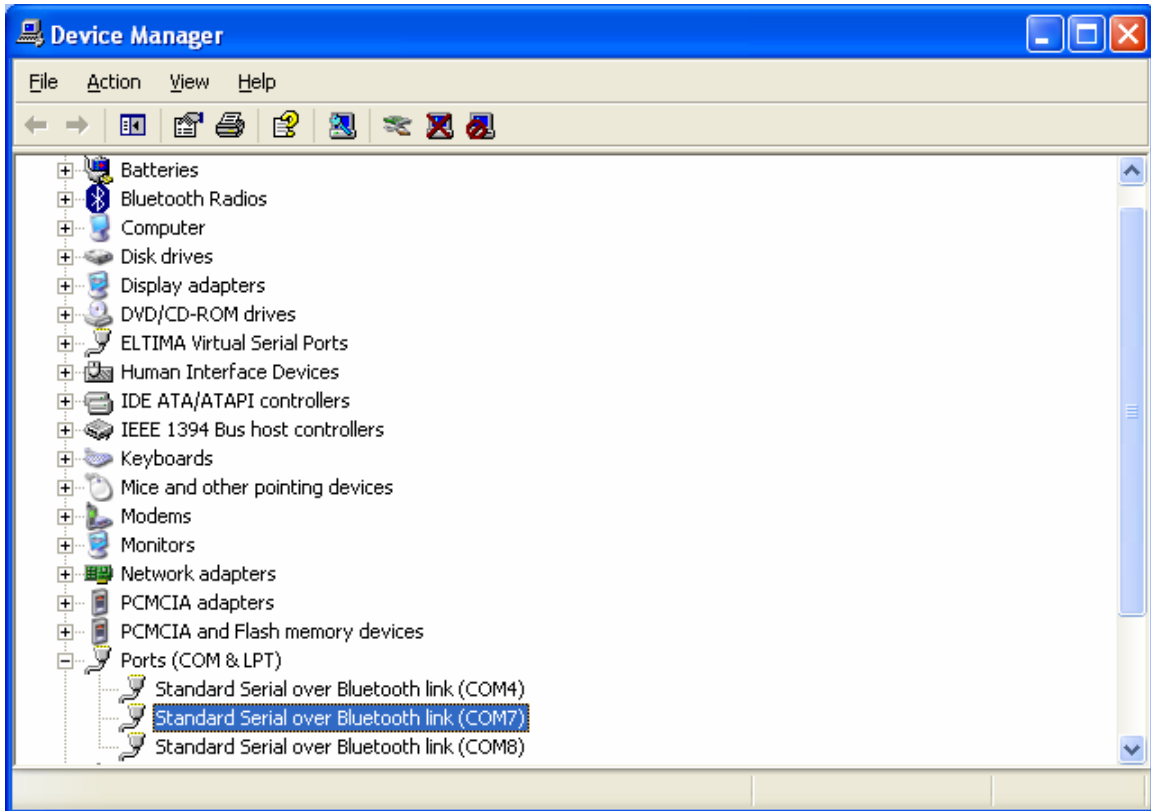 Device Manager
File Action View Help
Batteries
Bluetooth Radios
Computer
Disk drives
Display adapters
DVD/CD-ROM drives
ELTIMA Virtual Serial Ports
Human Interface Devices
IDE ATA/ATAPI controllers
IEEE 1394 Bus host controllers
Keyboards
Mice and other pointing devices
Modems
Monitors
Network adapters
PCMCIA adapters
PCMCIA and Flash memory devices
Ports (COM & LPT)
Standard Serial over Bluetooth link (COM4)
Standard Serial over Bluetooth link (COM7)
Standard Serial over Bluetooth link (COM8)